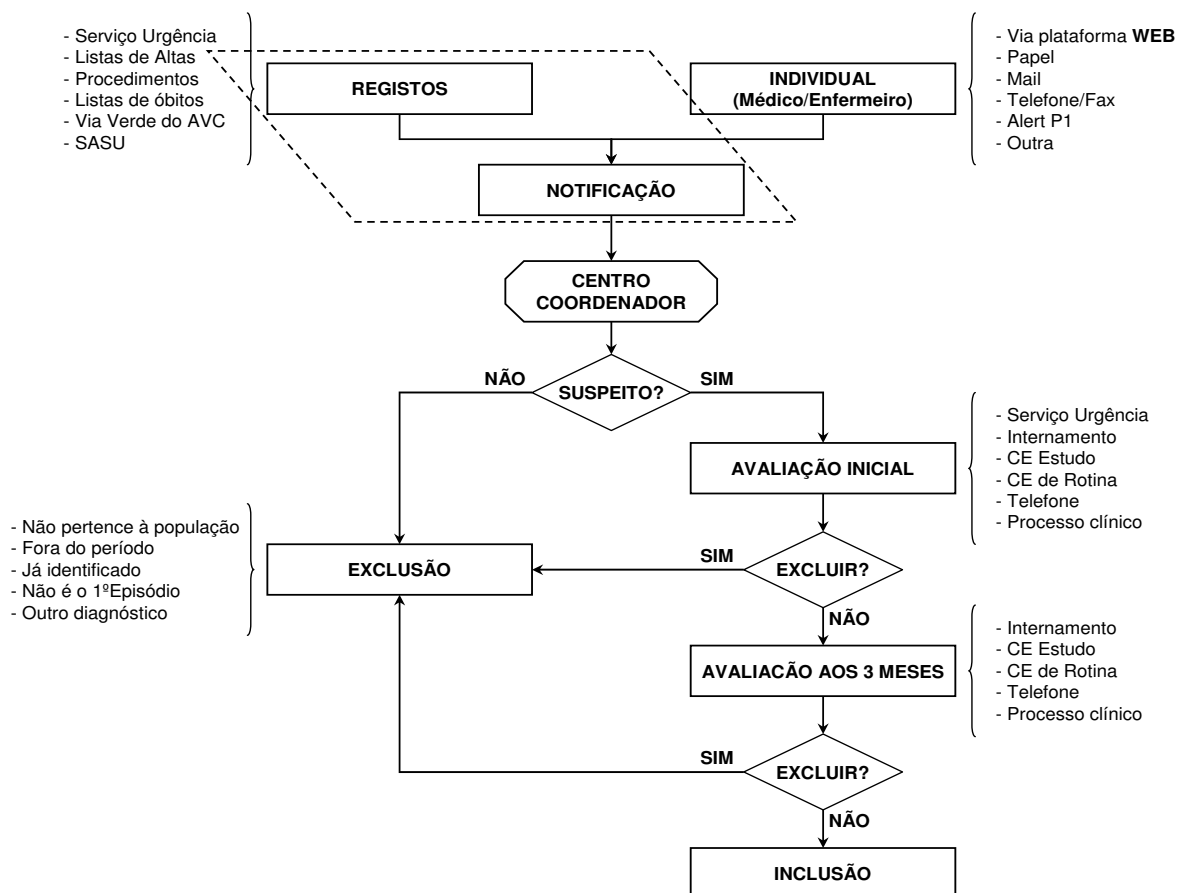 - Serviço Urgência
- Listas de Altas
- Procedimentos
- Listas de óbitos
- Via Verde do AVC
- SASU
REGISTOS
INDIVIDUAL
(Médico/Enfermeiro)
- Via plataforma WEB
- Papel
- Mail
- Telefone/Fax
- Alert P1
- Outra
NOTIFICAÇÃO
CENTRO
COORDENADOR
NÃO
SUSPEITO?
SIM
AVALIAÇÃO INICIAL
- Serviço Urgência
- Internamento
- CE Estudo
- CE de Rotina
- Telefone
- Processo clínico
- Não pertence à população
- Fora do período
- Já identificado
- Não é o 1ºEpisódio
- Outro diagnóstico
EXCLUSÃO
SIM
EXCLUIR?
NÃO
AVALIACÃO AOS 3 MESES
- Internamento
- CE Estudo
- CE de Rotina
- Telefone
- Processo clínico
SIM
EXCLUIR?
NÃO
INCLUSÃO